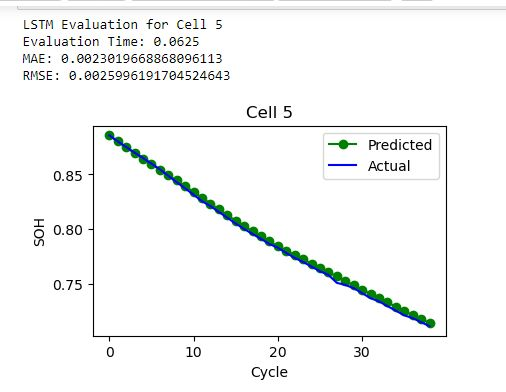 LSTM Evaluation for Cell 5
Evaluation Time: 0.0625
MAE: 0.0023019668868096113
RMSE: 0.0025996191704524643
Cell 5
Predicted
Actual
0.85
0.80
0.75
SOH
0
10
20
30
Cycle